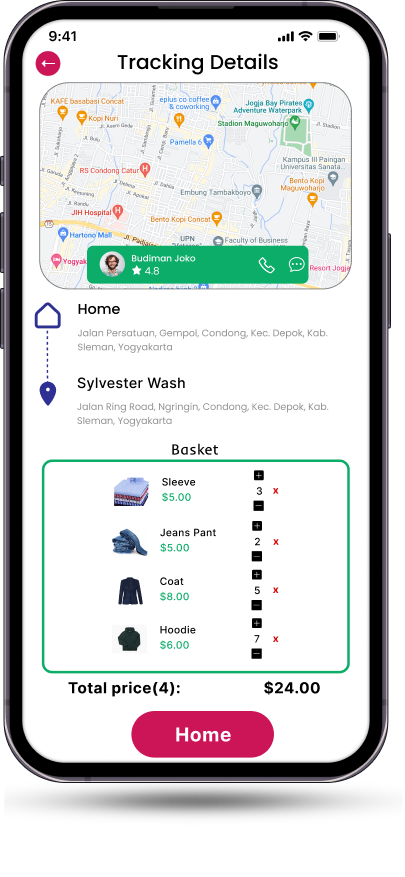 9:41
Tracking Details
KAFE basabasi Concat
eplus co coffee
& coworking
Jogja Bay Pirates
Adventure Waterpark
Kopi Nuri
Stadion Maguwoharjo
Jl. Stadion
Pamella 6
Kampus III Paingan
Universitas Sanata...
RS Condong Catur
Bento Kopi
Maguwoharjo
Embung Tambakboyo
JIH Hospital
Bento Kopi Concat
Hartono Mall
UPN
Faculty of Business
Jl. Padjajaran
Yogyak
Budiman Joko
4.8
Resort Jogja
Home
Jalan Persatuan, Gempol, Condong, Kec. Depok, Kab.
Sleman, Yogyakarta
Sylvester Wash
Jalan Ring Road, Ngringin, Condong, Kec. Depok, Kab.
Sleman, Yogyakarta
Basket
Sleeve
$5.00
3 x
Jeans Pant
$5.00
2 x
Coat
$8.00
5 x
Hoodie
$6.00
7 x
Total price(4): $24.00
Home